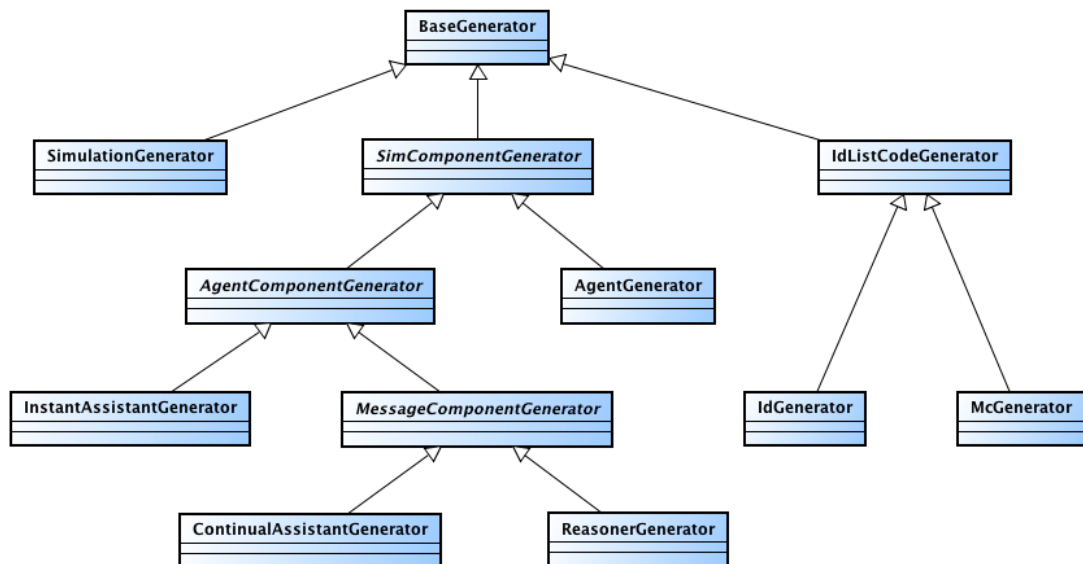 BaseGenerator
SimulationGenerator
SimComponentGenerator
IdListCodeGenerator
AgentComponentGenerator
AgentGenerator
InstantAssistantGenerator
MessageComponentGenerator
IdGenerator
McGenerator
ContinualAssistantGenerator
ReasonerGenerator